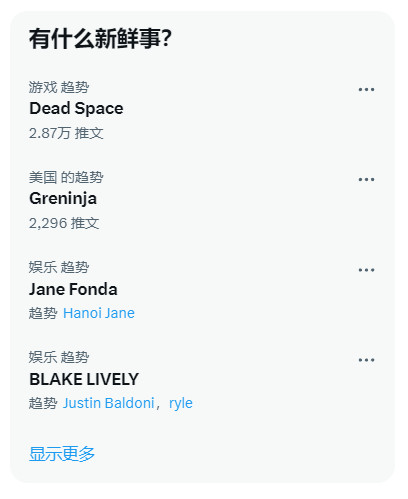 有什么新鲜事？
游戏 趋势
Dead Space
2.87万 推文
美国 的趋势
Greninja
2,296 推文
娱乐 趋势
Jane Fonda
趋势 Hanoi Jane
娱乐 趋势
BLAKE LIVELY
趋势 Justin Baldoni，ryle
显示更多